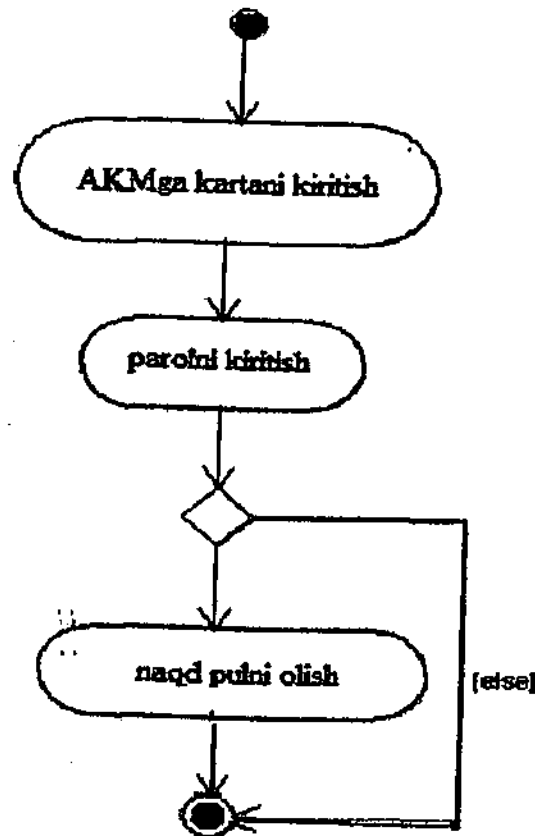 AKMga kartani kiritish
parolni kiritish
naqd pulni olish
[else]